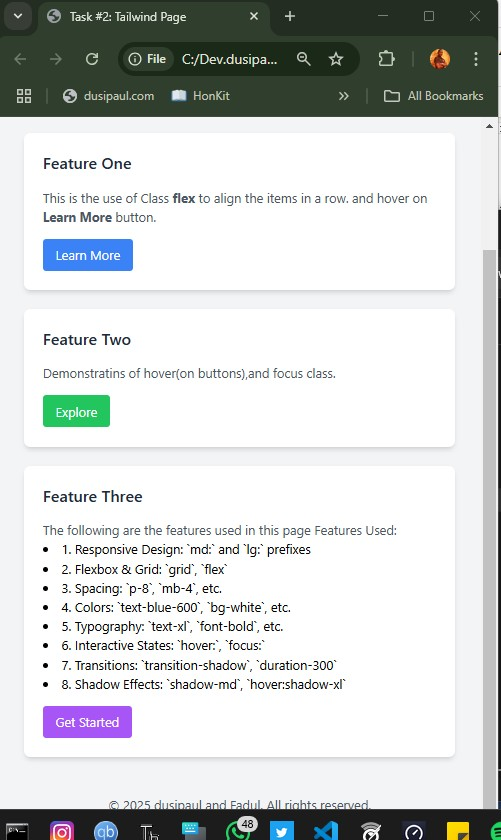 Task #2: Tailwind Page
File
C:/Dev.dusipa...
dusipaul.com
HonKit
All Bookmarks
Feature One
This is the use of Class flex to align the items in a row. and hover on
Learn More button.
Learn More
Feature Two
Demonstratins of hover(on buttons),and focus class.
Explore
Feature Three
The following are the features used in this page Features Used:
1. Responsive Design: `md:` and `lg:` prefixes
2. Flexbox & Grid: `grid`, `flex`
3. Spacing: `p-8`, `mb-4`, etc.
4. Colors: `text-blue-600`, `bg-white`, etc.
5. Typography: `text-xl`, `font-bold`, etc.
6. Interactive States: `hover:`, `focus:`
7. Transitions: `transition-shadow`, `duration-300`
8. Shadow Effects: `shadow-md`, `hover:shadow-xl`
Get Started
© 2025 dusipaul and Fadul. All rights reserved.
qb
48